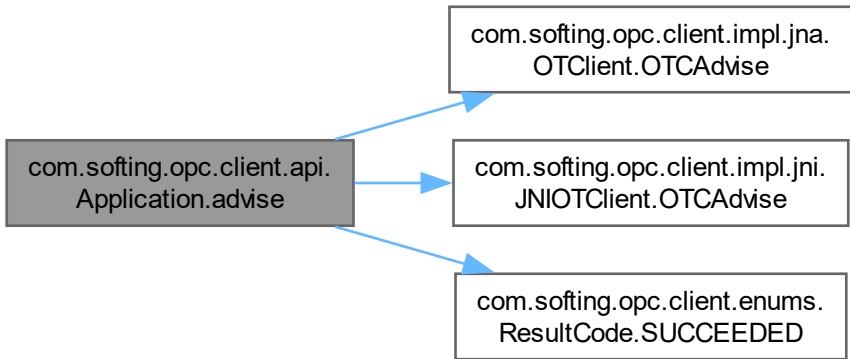 com.softing.opc.client.impl.jna.
OTClient.OTCAdvise
com.softing.opc.client.api.
Application.advise
com.softing.opc.client.impl.jni.
JNIOTClient.OTCAdvise
com.softing.opc.client.enums.
ResultCode.SUCCEEDED